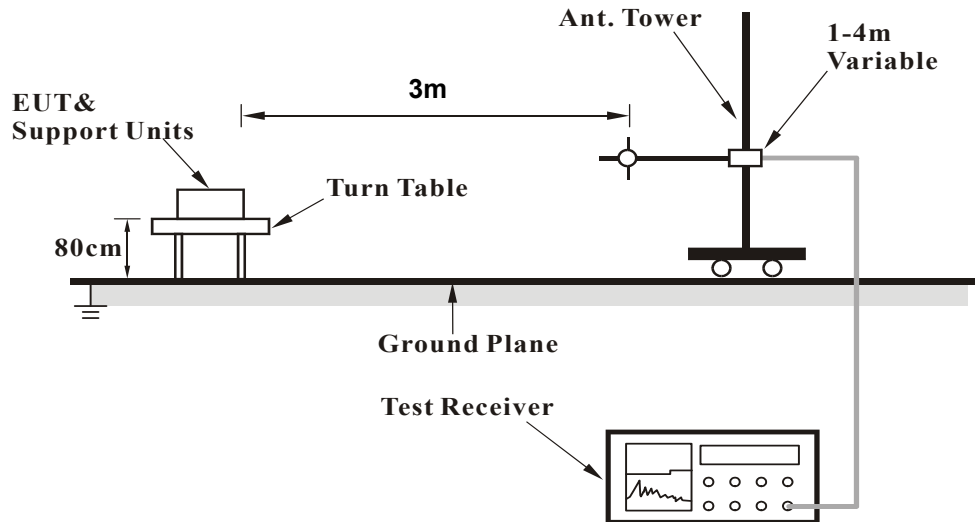 Ant. Tower
1-4m
Variable
3m
EUT&
Support Units
Turn Table
80cm
Ground Plane
Test Receiver